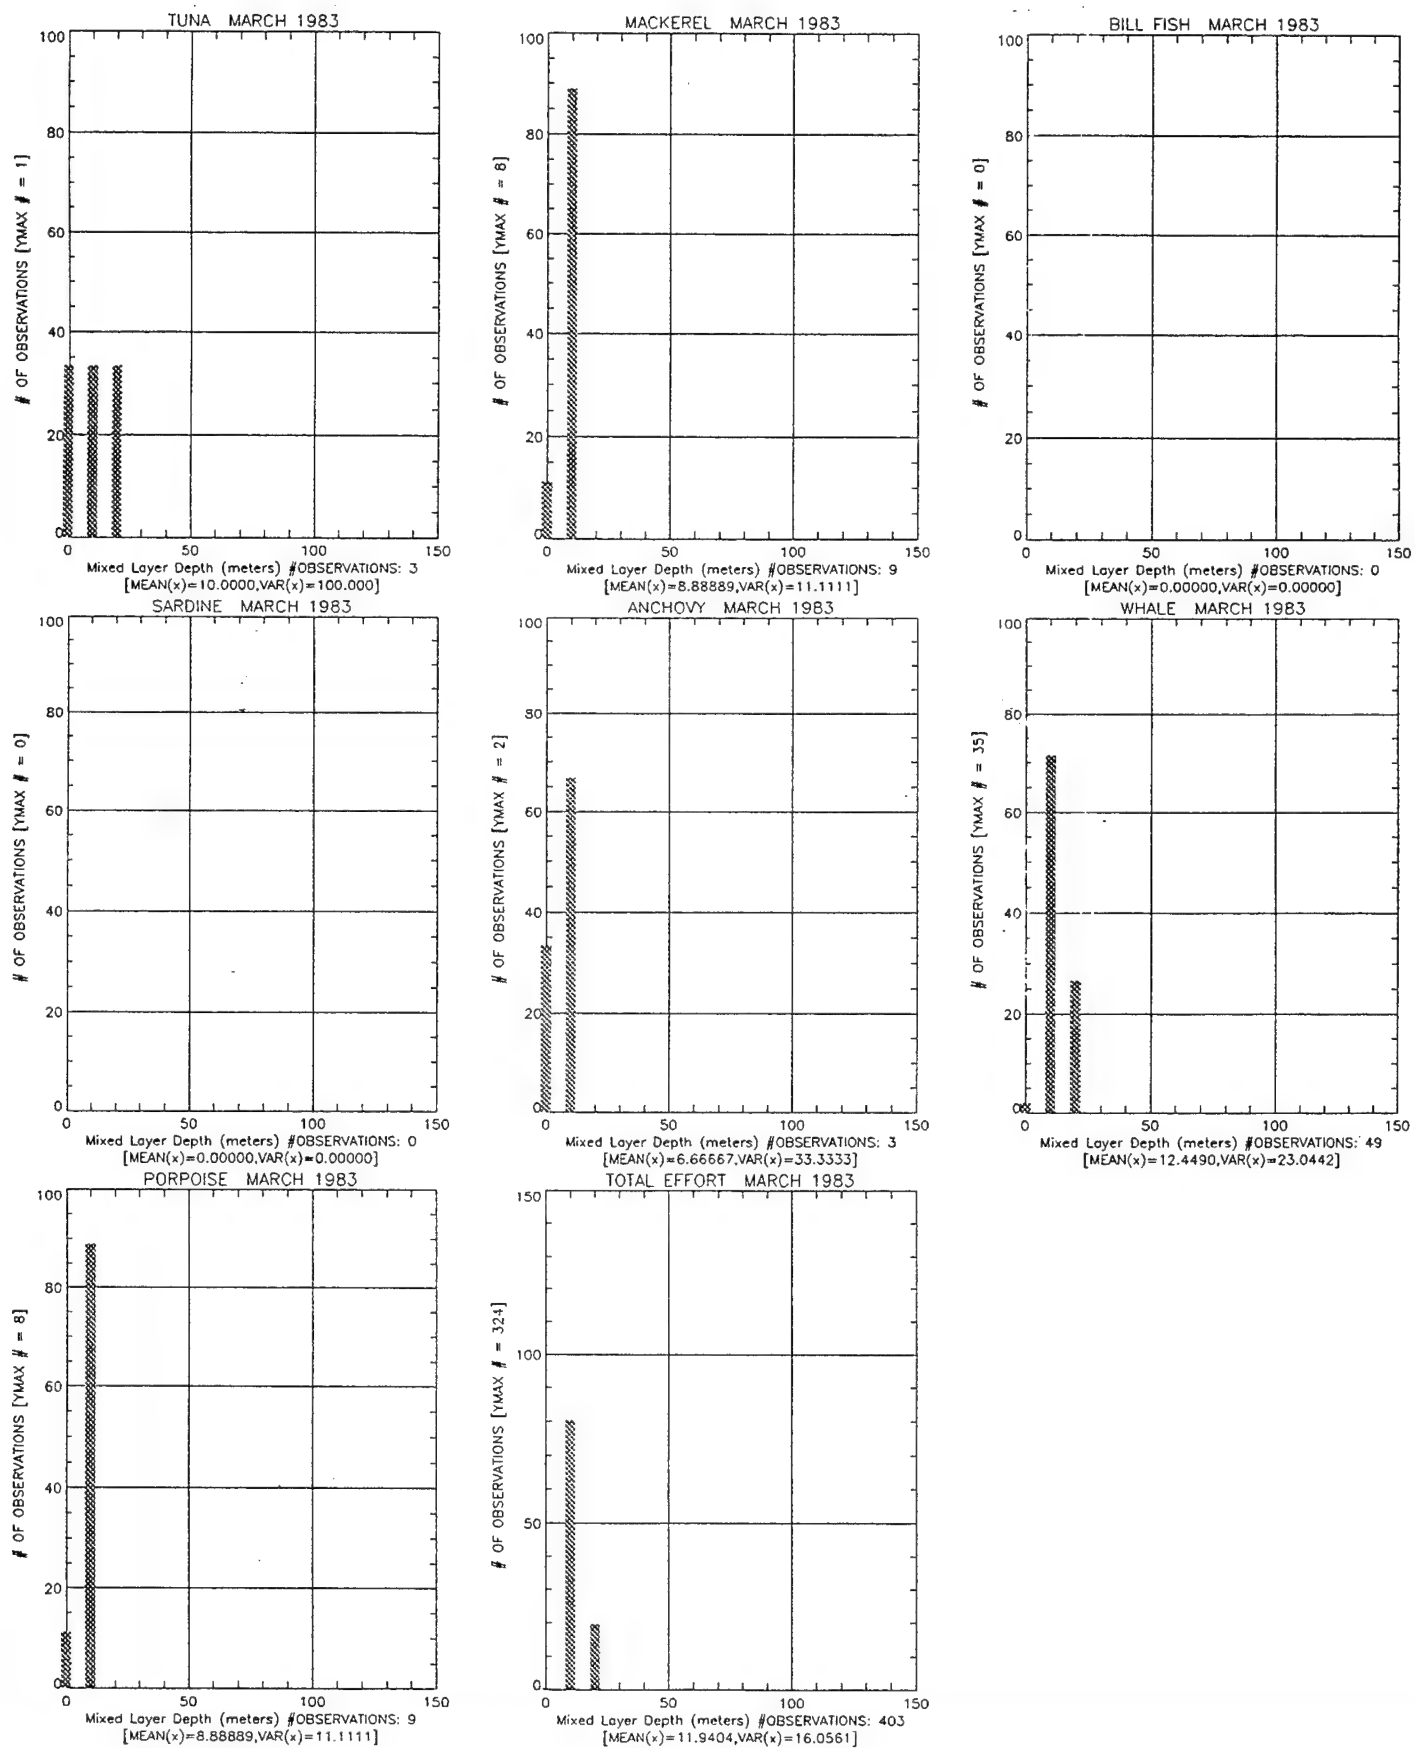 TUNA MARCH 1983
100
80
60
40
20
0
# OF OBSERVATIONS [YMAX # = 1]
0 50 100 150
Mixed Layer Depth (meters) #OBSERVATIONS: 3
[MEAN(x)=10.0000,VAR(x)=100.000]
MACKEREL MARCH 1983
100
80
60
40
20
0
# OF OBSERVATIONS [YMAX # = 8]
0 50 100 150
Mixed Layer Depth (meters) #OBSERVATIONS: 9
[MEAN(x)=8.88889,VAR(x)=11.1111]
BILL FISH MARCH 1983
100
80
60
40
20
0
# OF OBSERVATIONS [YMAX # = 0]
0 50 100 150
Mixed Layer Depth (meters) #OBSERVATIONS: 0
[MEAN(x)=0.00000,VAR(x)=0.00000]
SARDINE MARCH 1983
100
80
60
40
20
0
# OF OBSERVATIONS [YMAX # = 0]
0 50 100 150
Mixed Layer Depth (meters) #OBSERVATIONS: 0
[MEAN(x)=0.00000,VAR(x)=0.00000]
ANCHOVY MARCH 1983
100
80
60
40
20
0
# OF OBSERVATIONS [YMAX # = 2]
0 50 100 150
Mixed Layer Depth (meters) #OBSERVATIONS: 3
[MEAN(x)=6.66667,VAR(x)=33.3333]
WHALE MARCH 1983
100
80
60
40
20
0
# OF OBSERVATIONS [YMAX # = 35]
0 50 100 150
Mixed Layer Depth (meters) #OBSERVATIONS: 49
[MEAN(x)=12.4490,VAR(x)=23.0442]
PORPOISE MARCH 1983
100
80
60
40
20
0
# OF OBSERVATIONS [YMAX # = 8]
0 50 100 150
Mixed Layer Depth (meters) #OBSERVATIONS: 9
[MEAN(x)=8.88889,VAR(x)=11.1111]
TOTAL EFFORT MARCH 1983
150
100
50
0
# OF OBSERVATIONS [YMAX # = 324]
0 50 100 150
Mixed Layer Depth (meters) #OBSERVATIONS: 403
[MEAN(x)=11.9404,VAR(x)=16.0561]